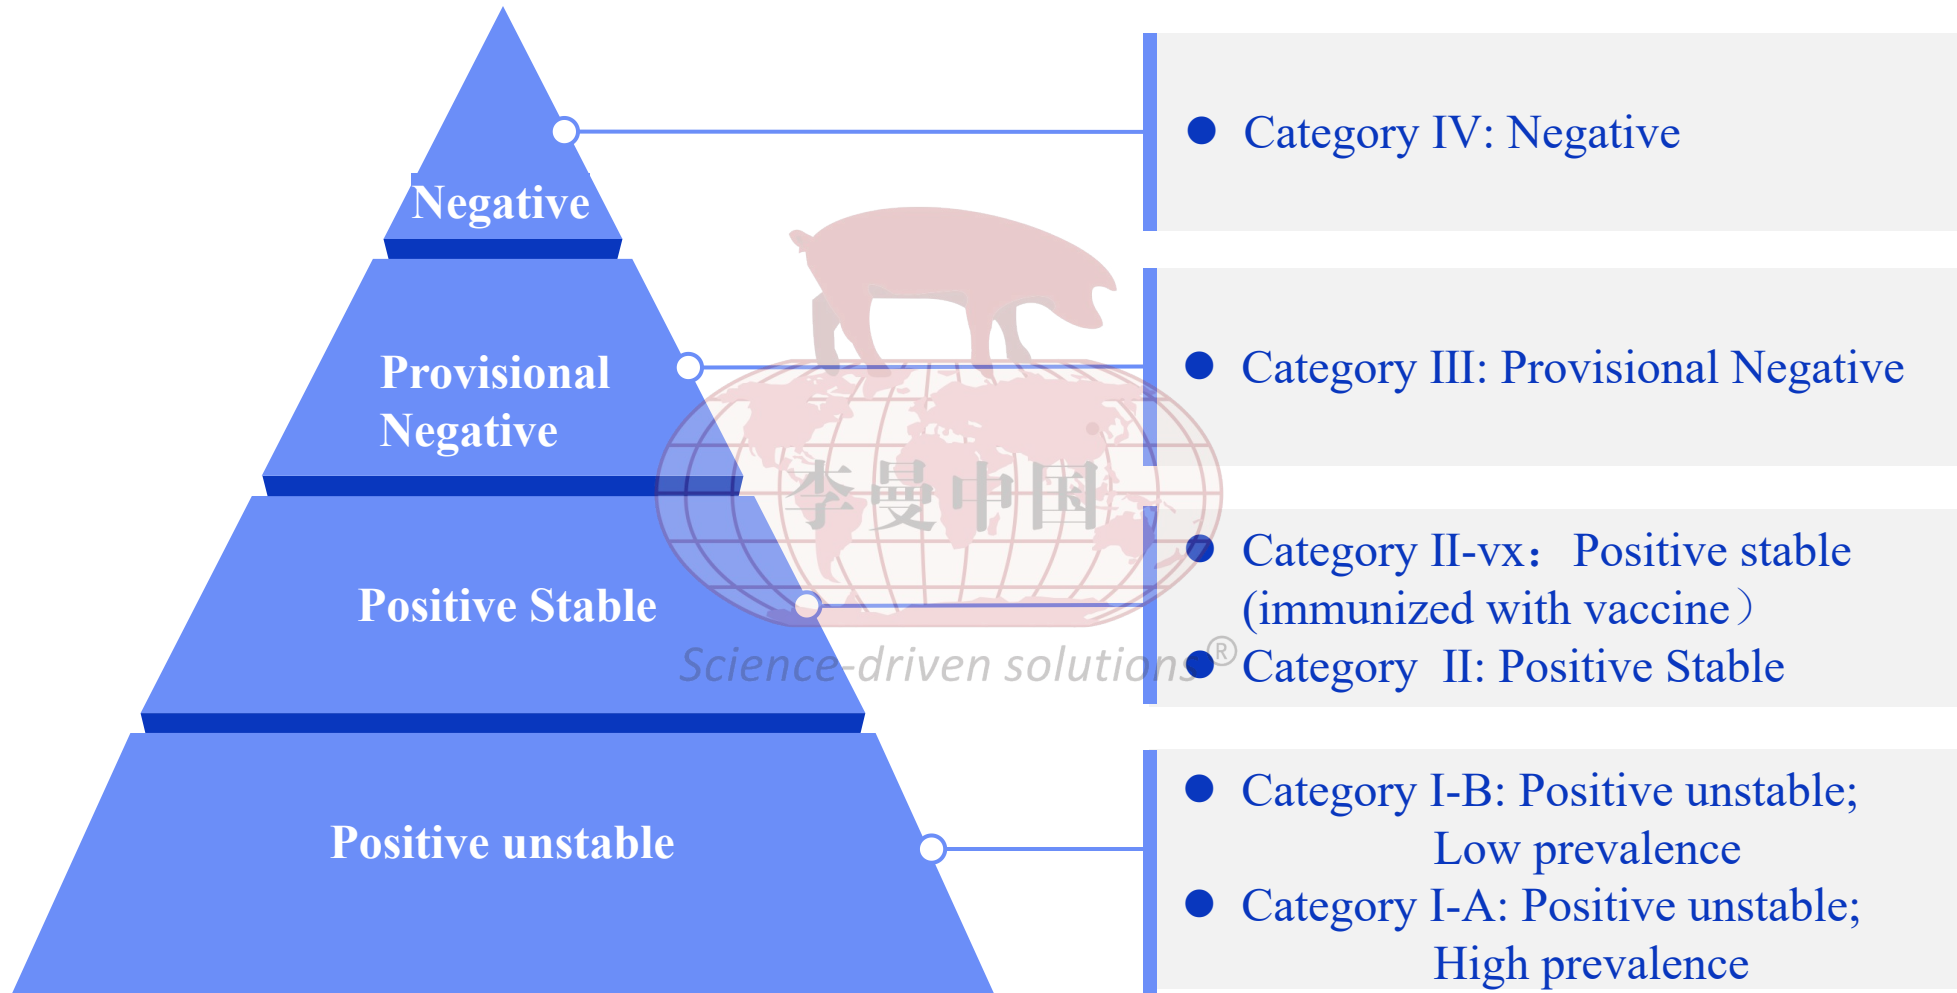 Negative
Provisional
Negative
Positive Stable
Positive unstable
● Category IV: Negative
● Category III: Provisional Negative
● Category II-vx： Positive stable
(immunized with vaccine）
● Category II: Positive Stable
● Category I-B: Positive unstable;
Low prevalence
● Category I-A: Positive unstable;
High prevalence
李曼中国
Science-driven solutions®